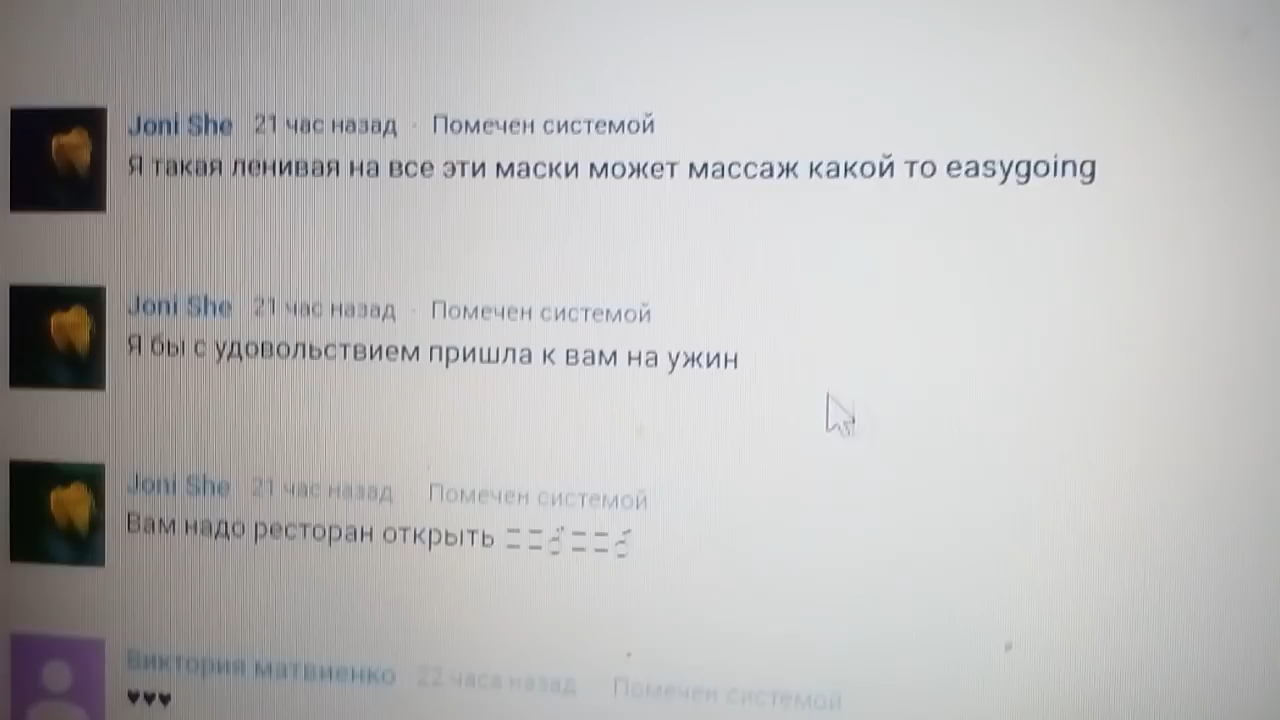 Joni She 21 час назад · Помечен системой
Я такая ленивая на все эти маски может массаж какой то easygoing
Joni She 21 час назад · Помечен системой
Я бы с удовольствием пришла к вам на ужин
Joni She 21 час назад Помечен системой
Вам надо ресторан открыть
Виктория матвиенко 22 часа назад Помечен системой
♥♥♥